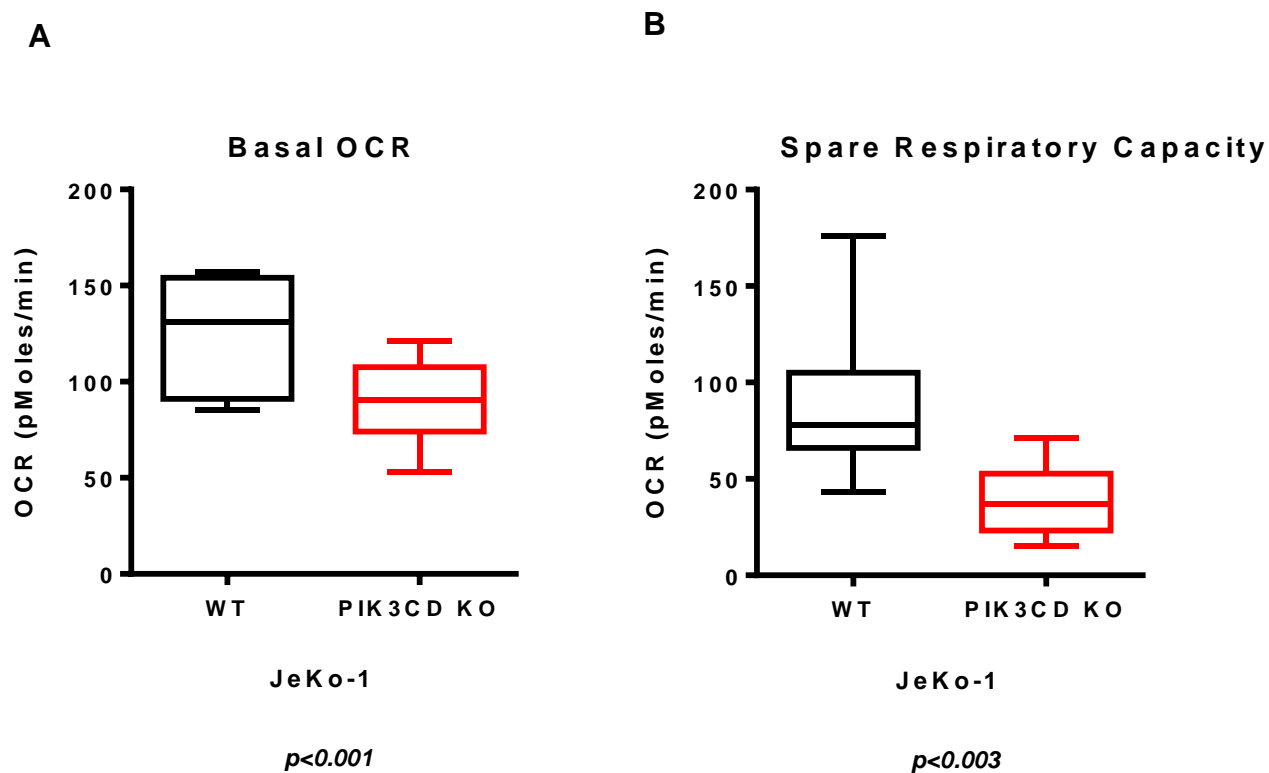 A
Basal OCR
OCR (pMoles/min)
200
150
100
50
0
WT PIK3CD KO
JeKo-1
p<0.001
B
Spare Respiratory Capacity
OCR (pMoles/min)
200
150
100
50
0
WT PIK3CD KO
JeKo-1
p<0.003